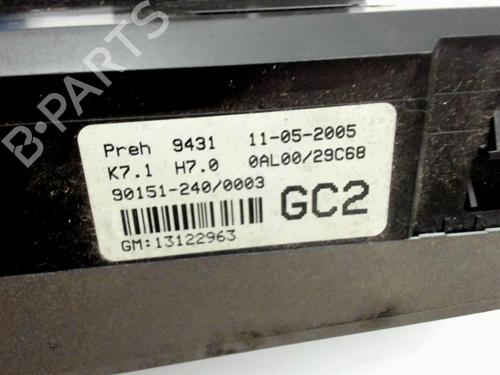 Preh 9431 11-05-2005
K7.1 H7.0 0AL00/29C68
90151-240/0003
GC2
GM:13122963
B-PARTS